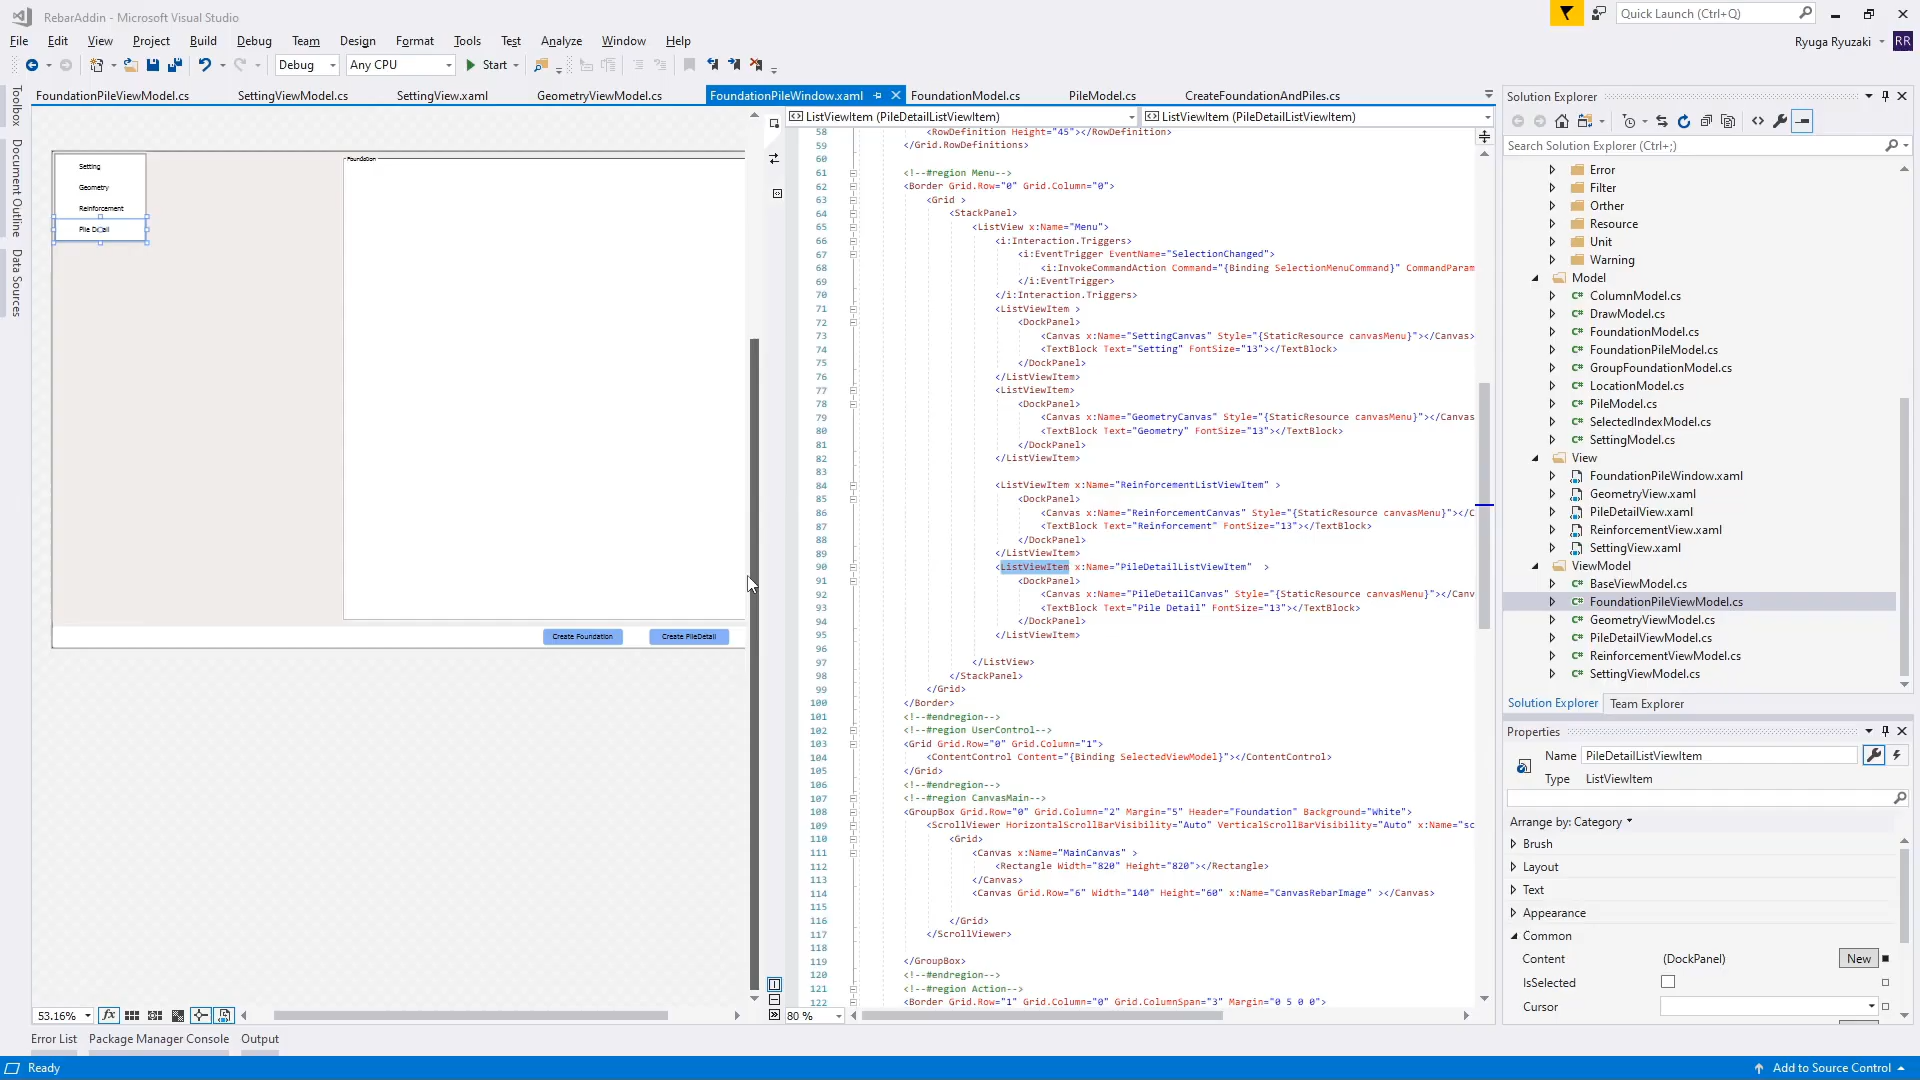 RebarAddin - Microsoft Visual Studio
Quick Launch (Ctrl+Q)
File Edit View Project Build Debug Team Format Tools Test Analyze Window Help
Ryuga Ryuzaki RR
Debug Any CPU Start
FoundationPileViewModel.cs SettingViewModel.cs SettingView.xaml GeometryViewModel.cs FoundationPileWindow.xaml FoundationModel.cs PileModel.cs CreateFoundationAndPiles.cs
Toolbox
Document Outline
Data Sources
Setting
Geometry
Reinforcement
Foundation
Create Foundation
Create PileDetail
53.16%
ListViewItem (PileDetailListViewItem) ListViewItem (PileDetailListViewItem)
58 <RowDefinition Height="45"></RowDefinition>
59 </Grid.RowDefinitions>
60
61 <!--#region Menu-->
62 <Border Grid.Row="0" Grid.Column="0">
63 <Grid >
64 <StackPanel>
65 <ListView x:Name="Menu">
66 <i:Interaction.Triggers>
67 <i:EventTrigger EventName="SelectionChanged">
68 <i:InvokeCommandAction Command="{Binding SelectionMenuCommand}" CommandParam
69 </i:EventTrigger>
70 </i:Interaction.Triggers>
71 <ListViewItem >
72 <DockPanel>
73 <Canvas x:Name="SettingCanvas" Style="{StaticResource canvasMenu}"></Canvas>
74 <TextBlock Text="Setting" FontSize="13"></TextBlock>
75 </DockPanel>
76 </ListViewItem>
77 <ListViewItem>
78 <DockPanel>
79 <Canvas x:Name="GeometryCanvas" Style="{StaticResource canvasMenu}"></Canvas
80 <TextBlock Text="Geometry" FontSize="13"></TextBlock>
81 </DockPanel>
82 </ListViewItem>
83
84 <ListViewItem x:Name="ReinforcementListViewItem" >
85 <DockPanel>
86 <Canvas x:Name="ReinforcementCanvas" Style="{StaticResource canvasMenu}"></C
87 <TextBlock Text="Reinforcement" FontSize="13"></TextBlock>
88 </DockPanel>
89 </ListViewItem>
90 <ListViewItem x:Name="PileDetailListViewItem" >
91 <DockPanel>
92 <Canvas x:Name="PileDetailCanvas" Style="{StaticResource canvasMenu}"></Canv
93 <TextBlock Text="Pile Detail" FontSize="13"></TextBlock>
94 </DockPanel>
95 </ListViewItem>
96
97 </ListView>
98 </StackPanel>
99 </Grid>
100 </Border>
101 <!--#endregion-->
102 <!--#region UserControl-->
103 <Grid Grid.Row="0" Grid.Column="1">
104 <ContentControl Content="{Binding SelectedViewModel}"></ContentControl>
105 </Grid>
106 <!--#endregion-->
107 <!--#region CanvasMain-->
108 <GroupBox Grid.Row="0" Grid.Column="2" Margin="5" Header="Foundation" Background="White">
109 <ScrollViewer HorizontalScrollBarVisibility="Auto" VerticalScrollBarVisibility="Auto" x:Name="sc
110 <Grid>
111 <Canvas x:Name="MainCanvas" >
112 <Rectangle Width="820" Height="820"></Rectangle>
113 </Canvas>
114 <Canvas Grid.Row="6" Width="140" Height="60" x:Name="CanvasRebarImage" ></Canvas>
115
116 </Grid>
117 </ScrollViewer>
118
119 </GroupBox>
120 <!--#endregion-->
121 <!--#region Action-->
122 <Border Grid.Row="1" Grid.Column="0" Grid.ColumnSpan="3" Margin="0 5 0 0">
80 %
Solution Explorer
Search Solution Explorer (Ctrl+;)
Error
Filter
Orther
Resource
Unit
Warning
Model
ColumnModel.cs
DrawModel.cs
FoundationModel.cs
FoundationPileModel.cs
GroupFoundationModel.cs
LocationModel.cs
PileModel.cs
SelectedIndexModel.cs
SettingModel.cs
View
FoundationPileWindow.xaml
GeometryView.xaml
PileDetailView.xaml
ReinforcementView.xaml
SettingView.xaml
ViewModel
BaseViewModel.cs
FoundationPileViewModel.cs
GeometryViewModel.cs
PileDetailViewModel.cs
ReinforcementViewModel.cs
SettingViewModel.cs
Solution Explorer Team Explorer
Properties
Name PileDetailListViewItem
Type ListViewItem
Arrange by: Category
Brush
Layout
Text
Appearance
Common
Content (DockPanel) New
IsSelected
Cursor
Error List Package Manager Console Output
Ready
Add to Source Control